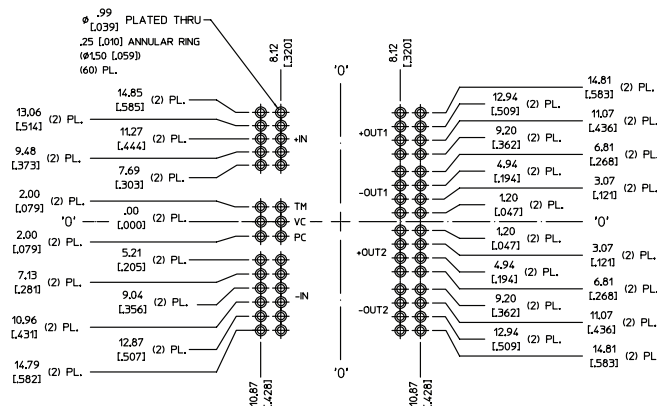 ø .99
[.039] PLATED THRU
.25 [.010] ANNULAR RING
(ø1.50 [.059])
(60) PL.
8.12
[.320]
'0'
8.12
[.320]
14.85
[.585] (2) PL.
13.06
[.514] (2) PL.
11.27
[.444] (2) PL.
+IN
9.48
[.373] (2) PL.
7.69
[.303] (2) PL.
2.00
[.079] (2) PL.
TM
'0'
.00
[.000] (2) PL.
VC
2.00
[.079] (2) PL.
PC
5.21
[.205] (2) PL.
7.13
[.281] (2) PL.
9.04
[.356] (2) PL.
-IN
10.96
[.431] (2) PL.
12.87
[.507] (2) PL.
14.79
[.582] (2) PL.
10.87
[.428]
'0'
10.87
[.428]
14.81
[.583] (2) PL.
12.94
[.509] (2) PL.
+OUT1
11.07
[.436] (2) PL.
9.20
[.362] (2) PL.
6.81
[.268] (2) PL.
4.94
[.194] (2) PL.
-OUT1
3.07
[.121] (2) PL.
1.20
[.047] (2) PL.
'0'
1.20
[.047] (2) PL.
+OUT2
3.07
[.121] (2) PL.
4.94
[.194] (2) PL.
6.81
[.268] (2) PL.
9.20
[.362] (2) PL.
-OUT2
11.07
[.436] (2) PL.
12.94
[.509] (2) PL.
14.81
[.583] (2) PL.